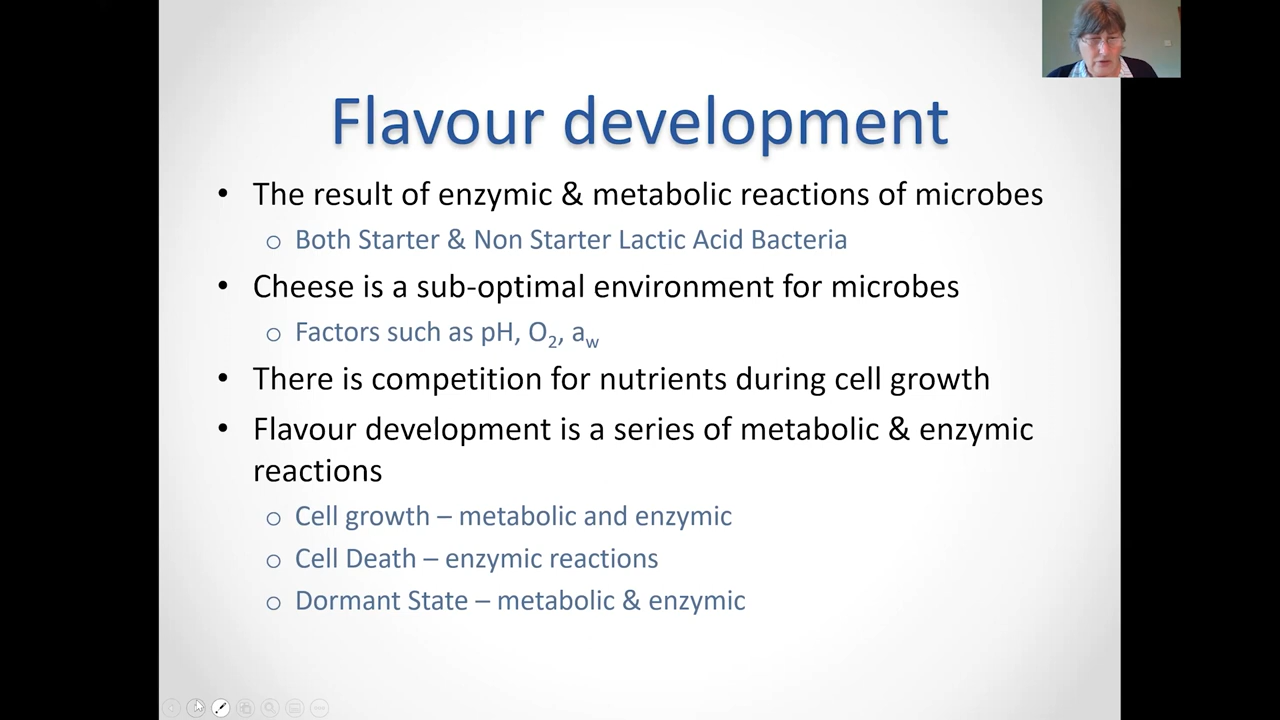 Flavour development
• The result of enzymic & metabolic reactions of microbes
o Both Starter & Non Starter Lactic Acid Bacteria
• Cheese is a sub-optimal environment for microbes
o Factors such as pH, O₂, a_w
• There is competition for nutrients during cell growth
• Flavour development is a series of metabolic & enzymic
reactions
o Cell growth – metabolic and enzymic
o Cell Death – enzymic reactions
o Dormant State – metabolic & enzymic